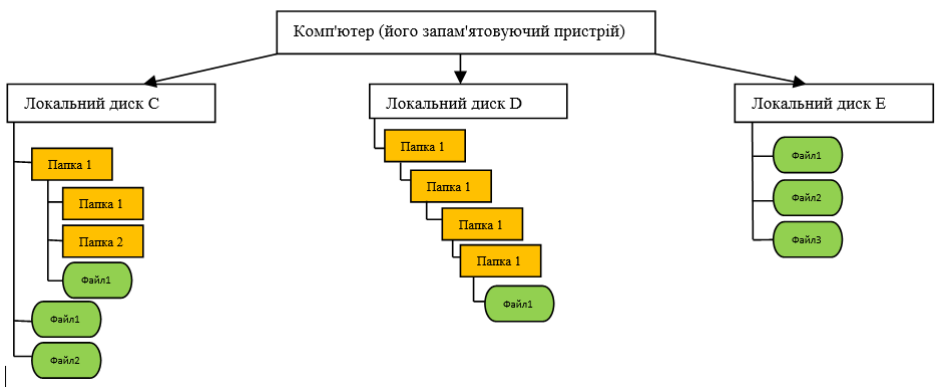 Комп'ютер (його запам'ятовуючий пристрій)
Локальний диск C
Папка 1
Папка 1
Папка 2
Файл1
Файл1
Файл2
Локальний диск D
Папка 1
Папка 1
Папка 1
Папка 1
Файл1
Локальний диск E
Файл1
Файл2
Файл3